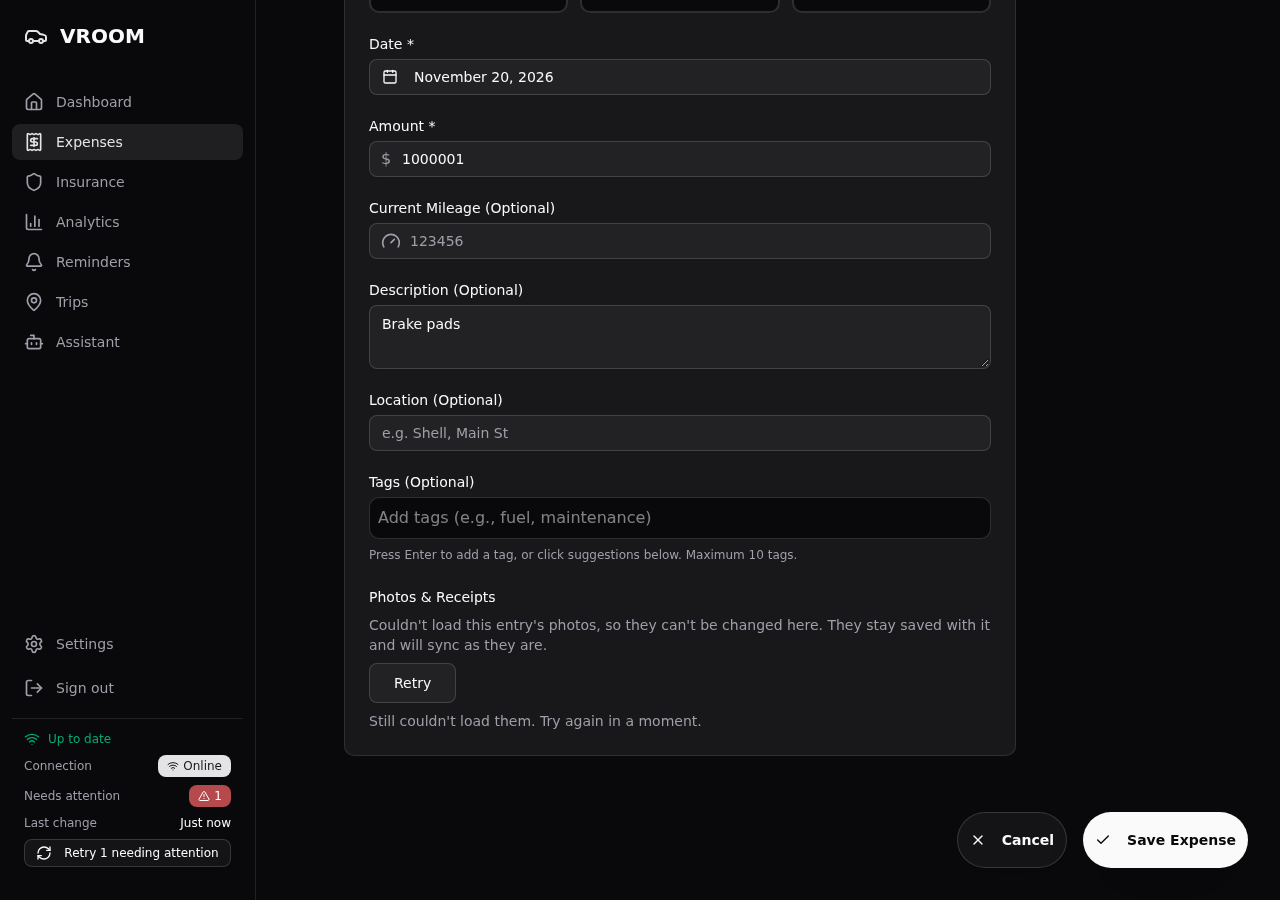 VROOM
Dashboard
Expenses
Insurance
Analytics
Reminders
Trips
Assistant
Settings
Sign out
Up to date
Connection
Online
Needs attention
1
Last change
Just now
Retry 1 needing attention
Date *
November 20, 2026
Amount *
$ 1000001
Current Mileage (Optional)
123456
Description (Optional)
Brake pads
Location (Optional)
e.g. Shell, Main St
Tags (Optional)
Add tags (e.g., fuel, maintenance)
Press Enter to add a tag, or click suggestions below. Maximum 10 tags.
Photos & Receipts
Couldn't load this entry's photos, so they can't be changed here. They stay saved with it
and will sync as they are.
Retry
Still couldn't load them. Try again in a moment.
Cancel
Save Expense